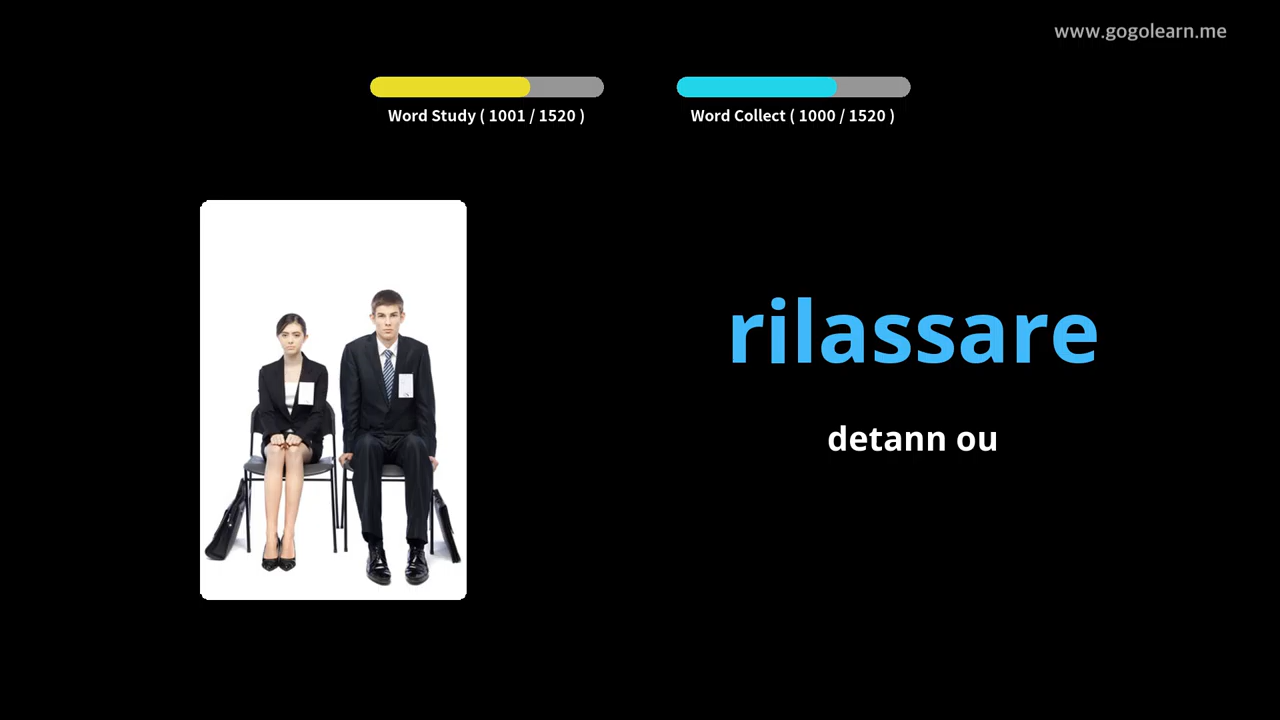 www.gogolearn.me
Word Study ( 1001 / 1520 )
Word Collect ( 1000 / 1520 )
rilassare
detann ou